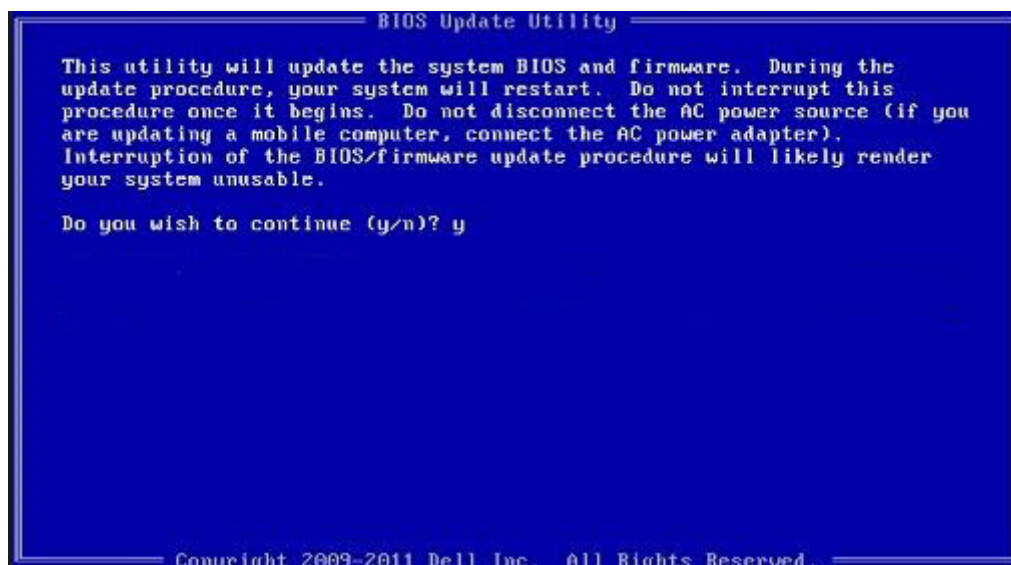 BIOS Update Utility
This utility will update the system BIOS and firmware. During the
update procedure, your system will restart. Do not interrupt this
procedure once it begins. Do not disconnect the AC power source (if you
are updating a mobile computer, connect the AC power adapter).
Interruption of the BIOS/firmware update procedure will likely render
your system unusable.
Do you wish to continue (y/n)? y
Copyright 2009-2011 Dell Inc. All Rights Reserved.